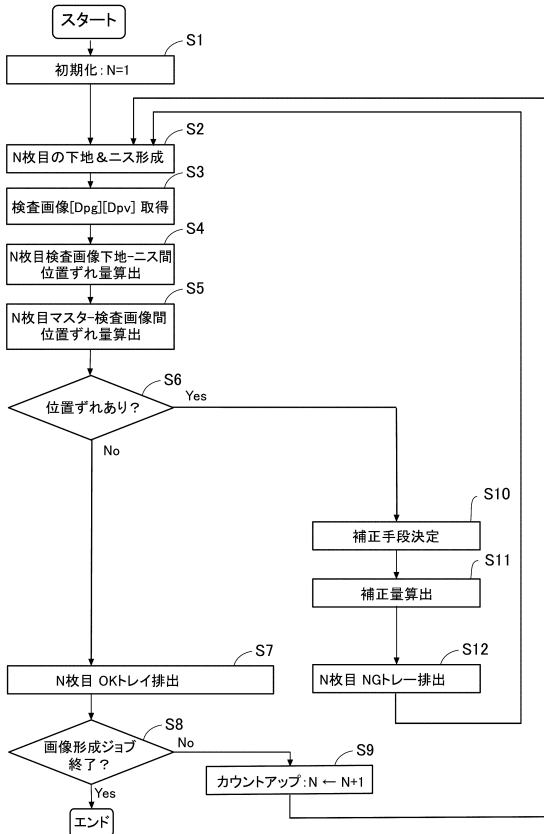 スタート
S1
初期化：N=1
S2
N枚目の下地＆ニス形成
S3
検査画像[Dpg][Dpv] 取得
S4
N枚目検査画像下地-ニス間
位置ずれ量算出
S5
N枚目マスター検査画像間
位置ずれ量算出
S6
位置ずれあり？
Yes
No
S10
補正手段決定
S11
補正量算出
S12
N枚目 NGトレー排出
S7
N枚目 OKトレイ排出
S8
画像形成ジョブ
終了？
No
Yes
S9
カウントアップ：N ← N+1
エンド